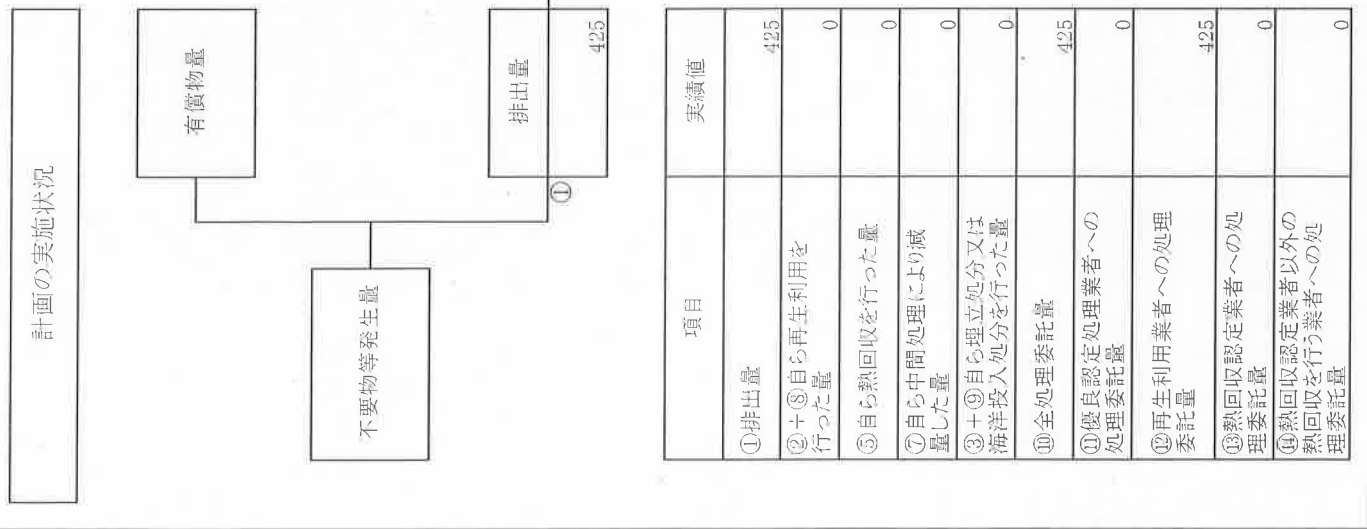 計画の実施状況
有償物量
不要物等発生量
①
排出量
425
項目 実績値
①排出量 425
②+⑧自ら再生利用を
行った量 0
⑤自ら熱回収を行った量 0
⑦自ら中間処理により減
量した量 0
③+⑨自ら埋立処分又は
海洋投入処分を行った量 0
⑩全処理委託量 425
⑪優良認定処理業者への
処理委託量 0
⑫再生利用業者への処理
委託量 425
⑬熱回収認定業者への処
理委託量 0
⑭熱回収認定業者以外の
熱回収を行う業者への処
理委託量 0